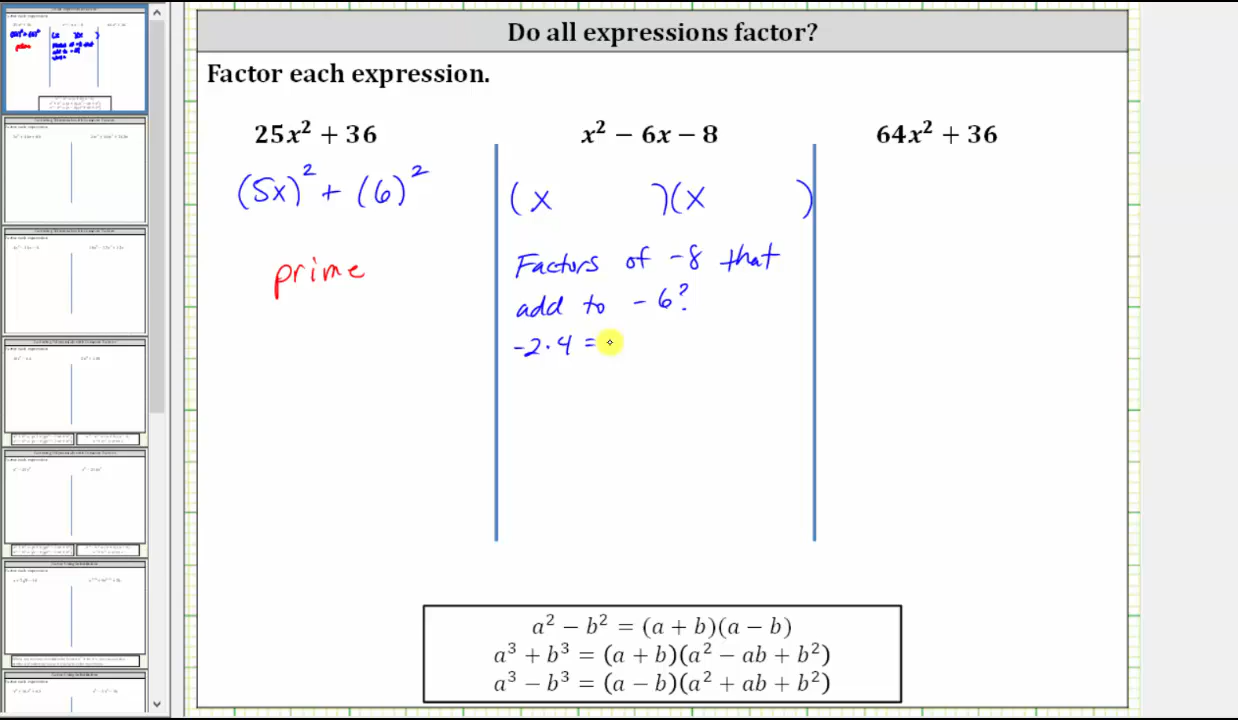 Do all expressions factor?
Factor each expression.
25x² + 36
(5x)² + (6)²
prime
x² − 6x − 8
(x )(x )
Factors of -8 that
add to -6?
-2·4 =
64x² + 36
a² − b² = (a + b)(a − b)
a³ + b³ = (a + b)(a² − ab + b²)
a³ − b³ = (a − b)(a² + ab + b²)